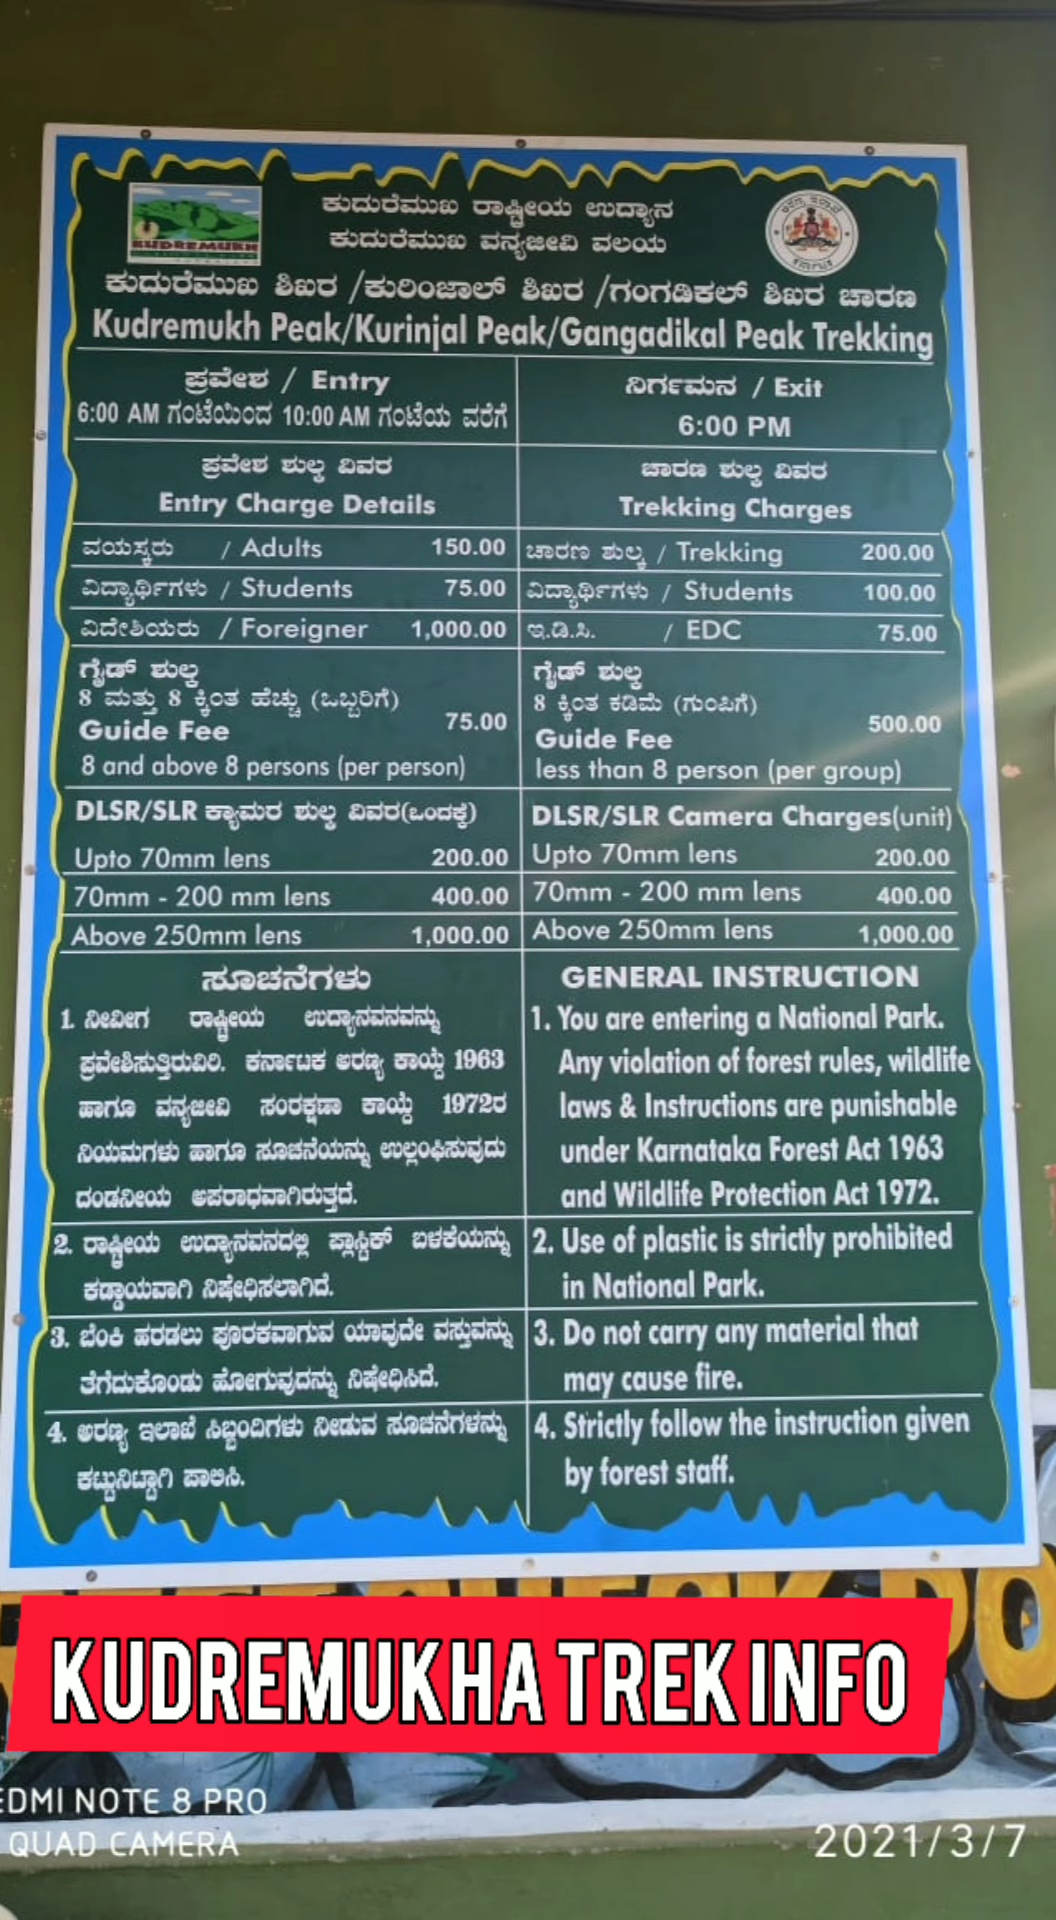 ಕುದುರೆಮುಖ ರಾಷ್ಟ್ರೀಯ ಉದ್ಯಾನ
ಕುದುರೆಮುಖ ವನ್ಯಜೀವಿ ವಲಯ
KUDREMUKH
ಕರ್ನಾಟಕ
ಕುದುರೆಮುಖ ಶಿಖರ /ಕುರಿಂಜಾಲ್ ಶಿಖರ /ಗಂಗಡಿಕಲ್ ಶಿಖರ ಚಾರಣ
Kudremukh Peak/Kurinjal Peak/Gangadikal Peak Trekking
ಪ್ರವೇಶ / Entry
6:00 AM ಗಂಟೆಯಿಂದ 10:00 AM ಗಂಟೆಯ ವರೆಗೆ
ನಿರ್ಗಮನ / Exit
6:00 PM
ಪ್ರವೇಶ ಶುಲ್ಕ ವಿವರ
Entry Charge Details
ಚಾರಣ ಶುಲ್ಕ ವಿವರ
Trekking Charges
ವಯಸ್ಕರು / Adults 150.00
ವಿದ್ಯಾರ್ಥಿಗಳು / Students 75.00
ವಿದೇಶಿಯರು / Foreigner 1,000.00
ಚಾರಣ ಶುಲ್ಕ / Trekking 200.00
ವಿದ್ಯಾರ್ಥಿಗಳು / Students 100.00
ಇ.ಡಿ.ಸಿ. / EDC 75.00
ಗೈಡ್ ಶುಲ್ಕ
8 ಮತ್ತು 8 ಕ್ಕಿಂತ ಹೆಚ್ಚು (ಒಬ್ಬರಿಗೆ)
Guide Fee 75.00
8 and above 8 persons (per person)
ಗೈಡ್ ಶುಲ್ಕ
8 ಕ್ಕಿಂತ ಕಡಿಮೆ (ಗುಂಪಿಗೆ)
Guide Fee 500.00
less than 8 person (per group)
DLSR/SLR ಕ್ಯಾಮರ ಶುಲ್ಕ ವಿವರ(ಒಂದಕ್ಕೆ)
Upto 70mm lens 200.00
70mm - 200 mm lens 400.00
Above 250mm lens 1,000.00
DLSR/SLR Camera Charges(unit)
Upto 70mm lens 200.00
70mm - 200 mm lens 400.00
Above 250mm lens 1,000.00
ಸೂಚನೆಗಳು
1. ನೀವೀಗ ರಾಷ್ಟ್ರೀಯ ಉದ್ಯಾನವನವನ್ನು
ಪ್ರವೇಶಿಸುತ್ತಿರುವಿರಿ. ಕರ್ನಾಟಕ ಅರಣ್ಯ ಕಾಯ್ದೆ 1963
ಹಾಗೂ ವನ್ಯಜೀವಿ ಸಂರಕ್ಷಣಾ ಕಾಯ್ದೆ 1972ರ
ನಿಯಮಗಳು ಹಾಗೂ ಸೂಚನೆಯನ್ನು ಉಲ್ಲಂಘಿಸುವುದು
ದಂಡನೀಯ ಅಪರಾಧವಾಗಿರುತ್ತದೆ.
2. ರಾಷ್ಟ್ರೀಯ ಉದ್ಯಾನವನದಲ್ಲಿ ಪ್ಲಾಸ್ಟಿಕ್ ಬಳಕೆಯನ್ನು
ಕಡ್ಡಾಯವಾಗಿ ನಿಷೇಧಿಸಲಾಗಿದೆ.
3. ಬೆಂಕಿ ಹರಡಲು ಪೂರಕವಾಗುವ ಯಾವುದೇ ವಸ್ತುವನ್ನು
ತೆಗೆದುಕೊಂಡು ಹೋಗುವುದನ್ನು ನಿಷೇಧಿಸಿದೆ.
4. ಅರಣ್ಯ ಇಲಾಖೆ ಸಿಬ್ಬಂದಿಗಳು ನೀಡುವ ಸೂಚನೆಗಳನ್ನು
ಕಟ್ಟುನಿಟ್ಟಾಗಿ ಪಾಲಿಸಿ.
GENERAL INSTRUCTION
1. You are entering a National Park.
Any violation of forest rules, wildlife
laws & Instructions are punishable
under Karnataka Forest Act 1963
and Wildlife Protection Act 1972.
2. Use of plastic is strictly prohibited
in National Park.
3. Do not carry any material that
may cause fire.
4. Strictly follow the instruction given
by forest staff.
KUDREMUKHA TREK INFO
EDMI NOTE 8 PRO
QUAD CAMERA
2021/3/7